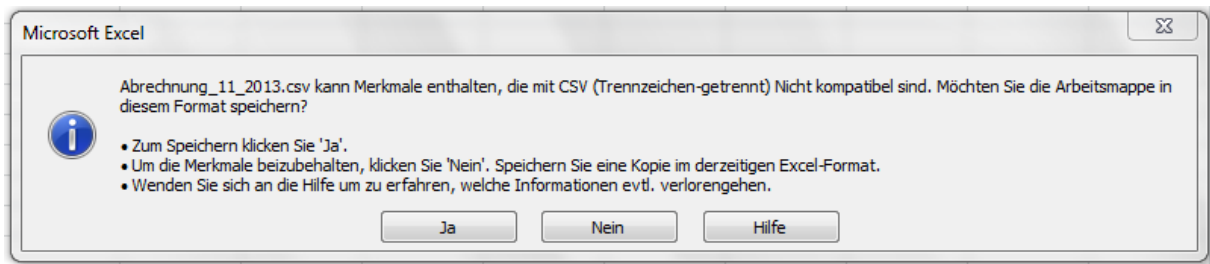 Microsoft Excel
Abrechnung_11_2013.csv kann Merkmale enthalten, die mit CSV (Trennzeichen-getrennt) Nicht kompatibel sind. Möchten Sie die Arbeitsmappe in
diesem Format speichern?
• Zum Speichern klicken Sie 'Ja'.
• Um die Merkmale beizubehalten, klicken Sie 'Nein'. Speichern Sie eine Kopie im derzeitigen Excel-Format.
• Wenden Sie sich an die Hilfe um zu erfahren, welche Informationen evtl. verlorengehen.
Ja Nein Hilfe